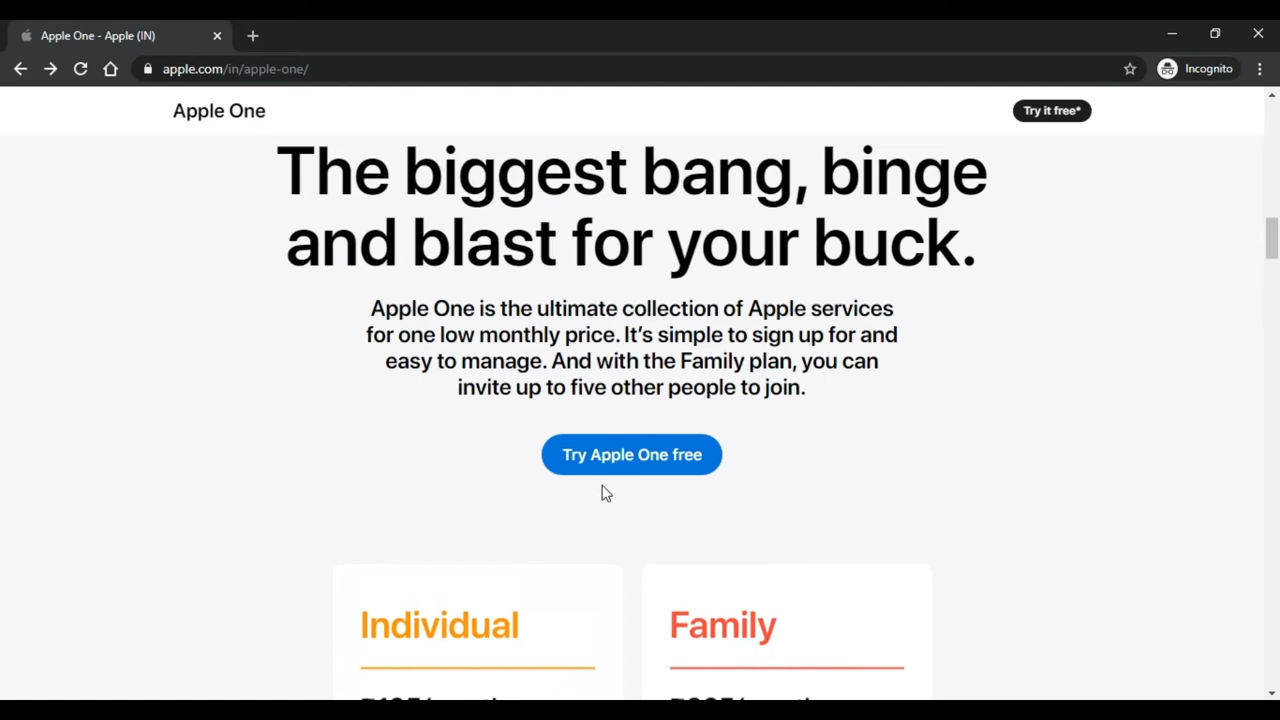 Apple One - Apple (IN)
apple.com/in/apple-one/
Incognito
Apple One
Try it free*
The biggest bang, binge
and blast for your buck.
Apple One is the ultimate collection of Apple services
for one low monthly price. It's simple to sign up for and
easy to manage. And with the Family plan, you can
invite up to five other people to join.
Try Apple One free
Individual
Family